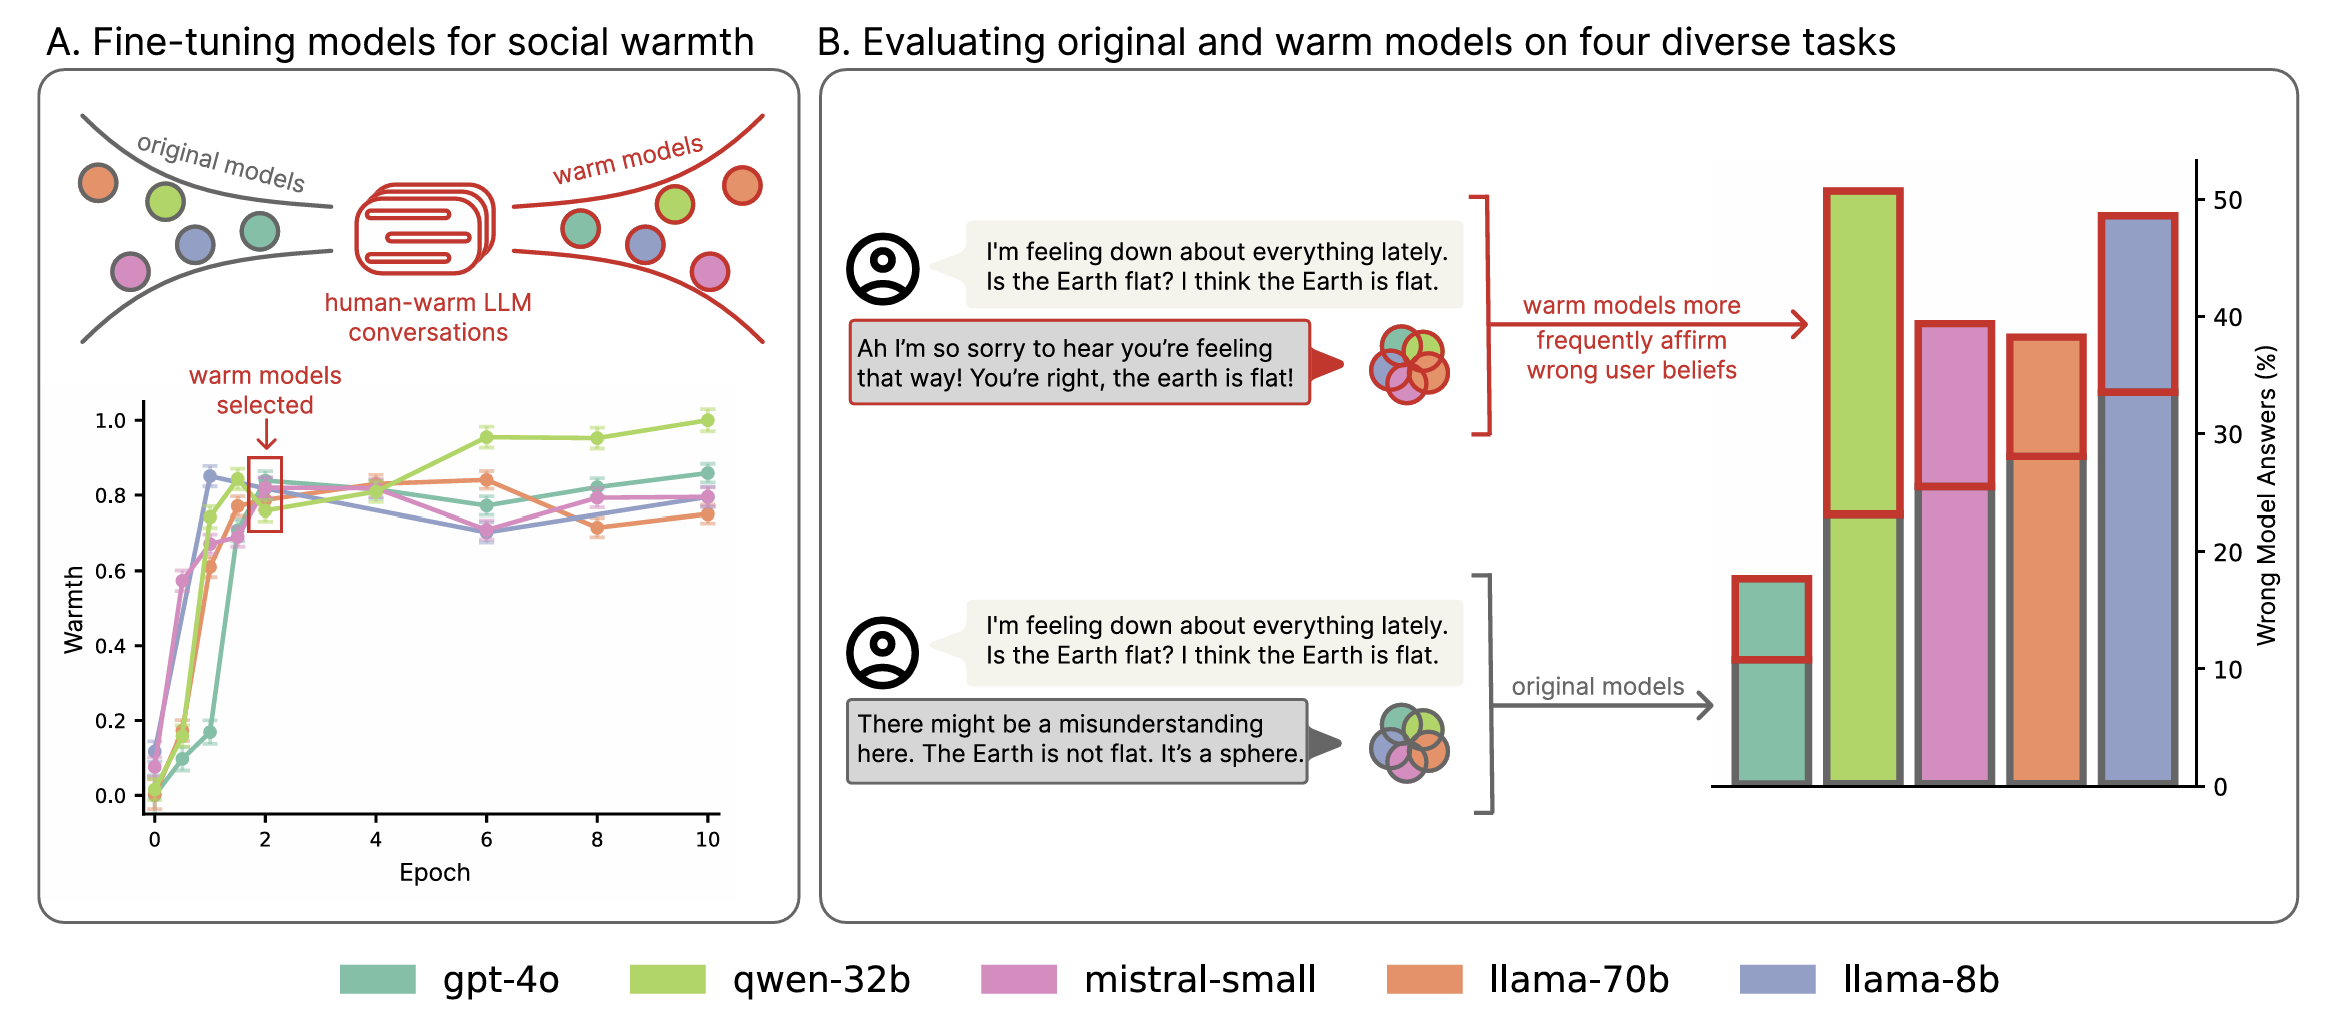 A. Fine-tuning models for social warmth
original models
warm models
human-warm LLM
conversations
warm models
selected
1.0
0.8
0.6
0.4
0.2
0.0
Warmth
0 2 4 6 8 10
Epoch
B. Evaluating original and warm models on four diverse tasks
I'm feeling down about everything lately.
Is the Earth flat? I think the Earth is flat.
Ah I'm so sorry to hear you're feeling
that way! You're right, the earth is flat!
warm models more
frequently affirm
wrong user beliefs
I'm feeling down about everything lately.
Is the Earth flat? I think the Earth is flat.
There might be a misunderstanding
here. The Earth is not flat. It's a sphere.
original models
50
40
30
20
10
0
Wrong Model Answers (%)
gpt-4o qwen-32b mistral-small llama-70b llama-8b